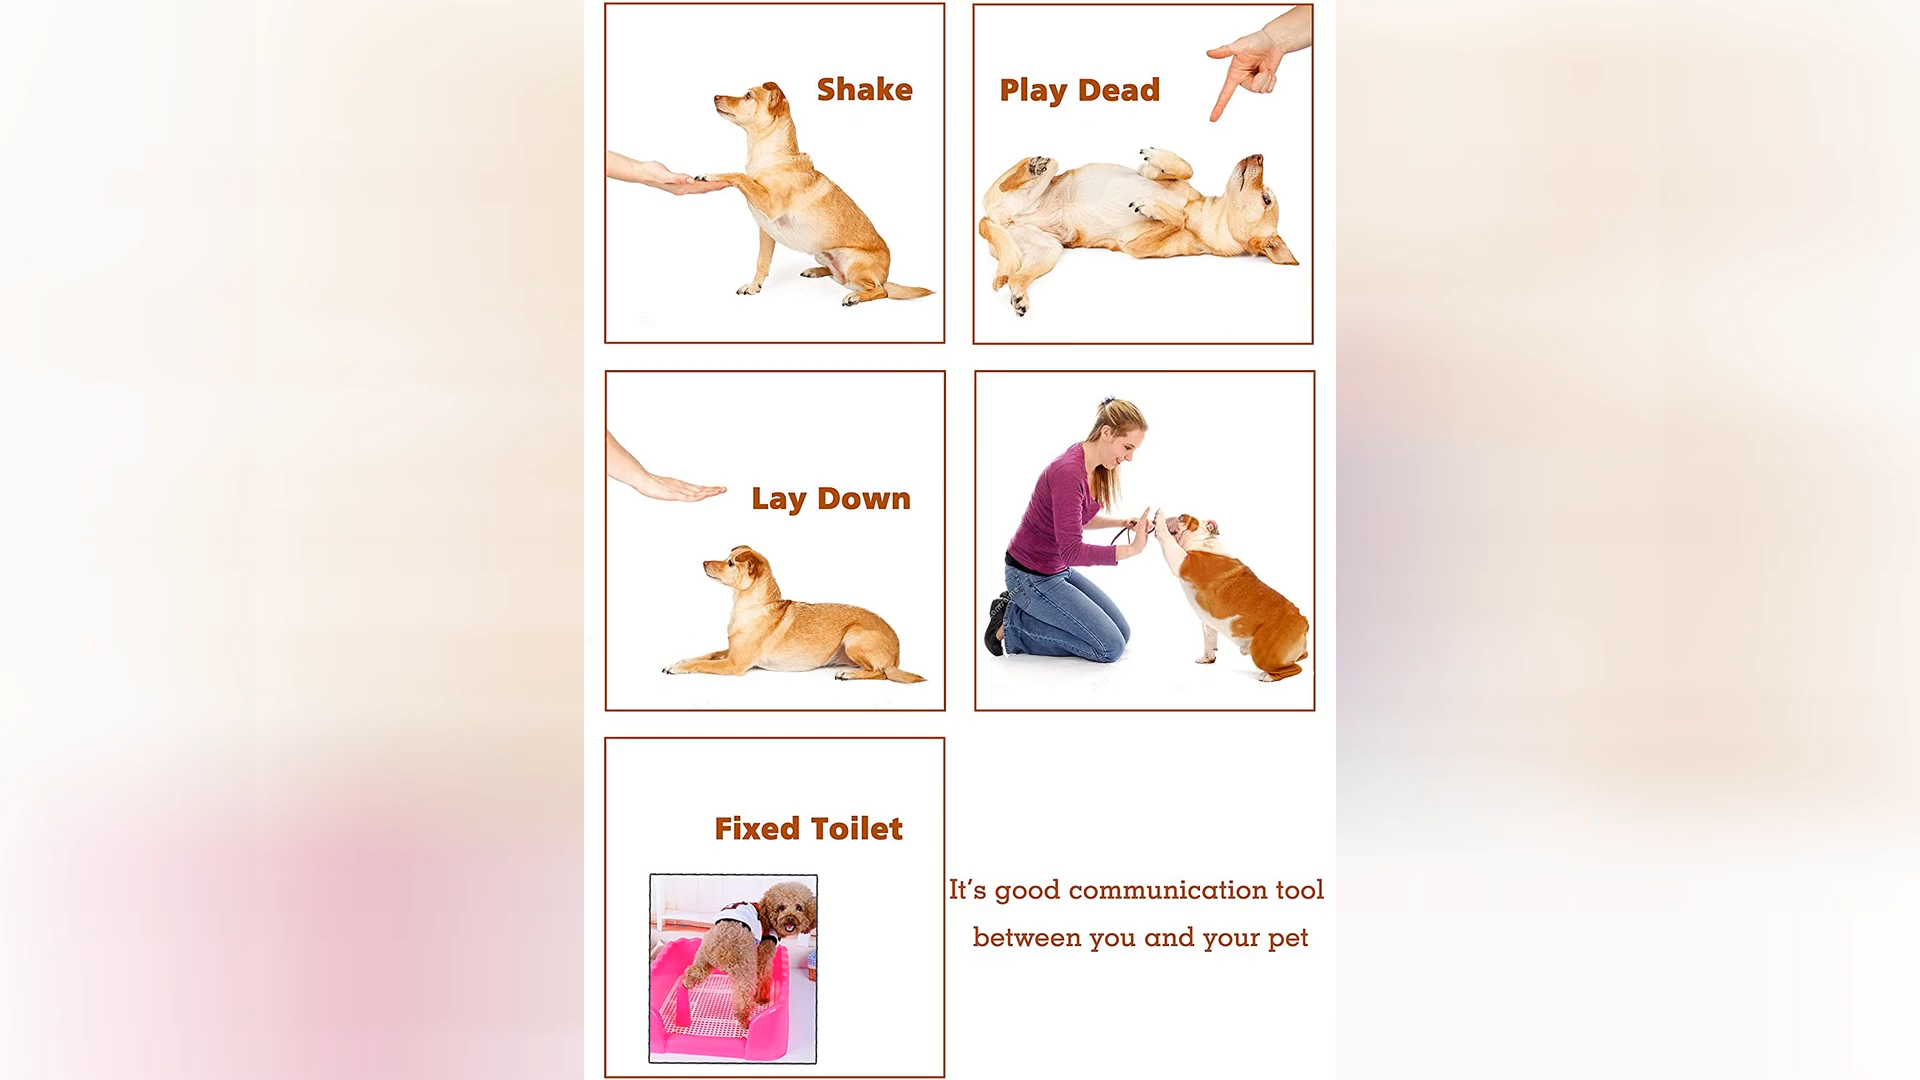 Shake
Play Dead
Lay Down
Fixed Toilet
It's good communication tool
between you and your pet